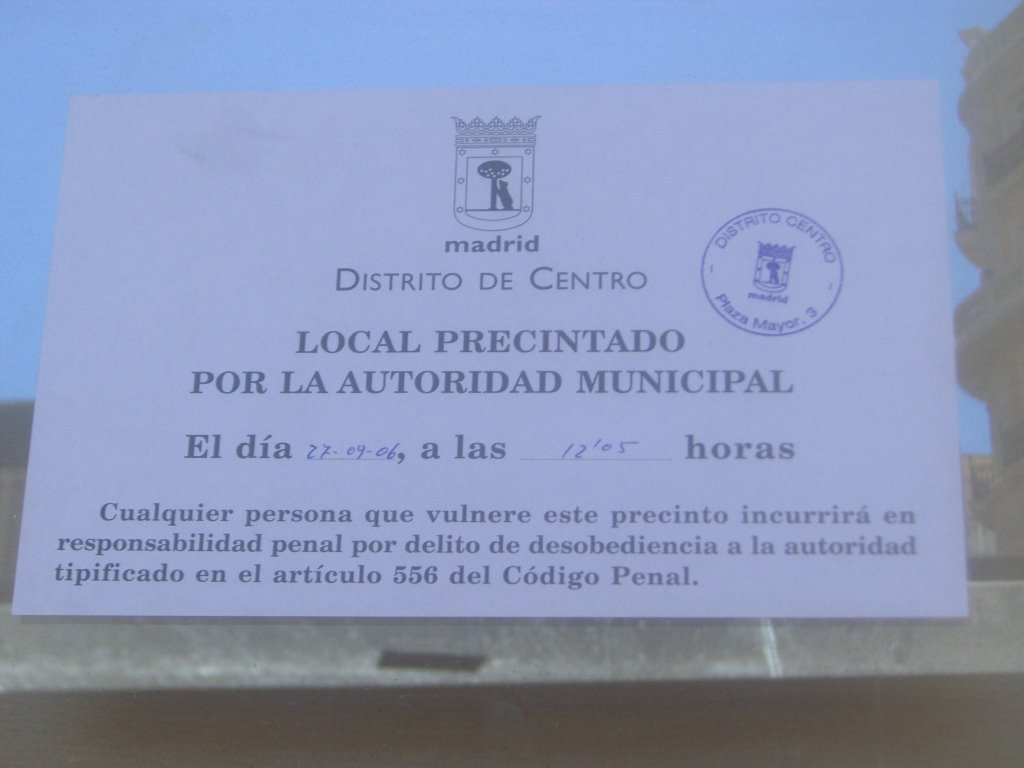 madrid
DISTRITO DE CENTRO
DISTRITO CENTRO
madrid
Plaza Mayor, 3
LOCAL PRECINTADO
POR LA AUTORIDAD MUNICIPAL
El día 27-09-06, a las 12'05 horas
Cualquier persona que vulnere este precinto incurrirá en
responsabilidad penal por delito de desobediencia a la autoridad
tipificado en el artículo 556 del Código Penal.